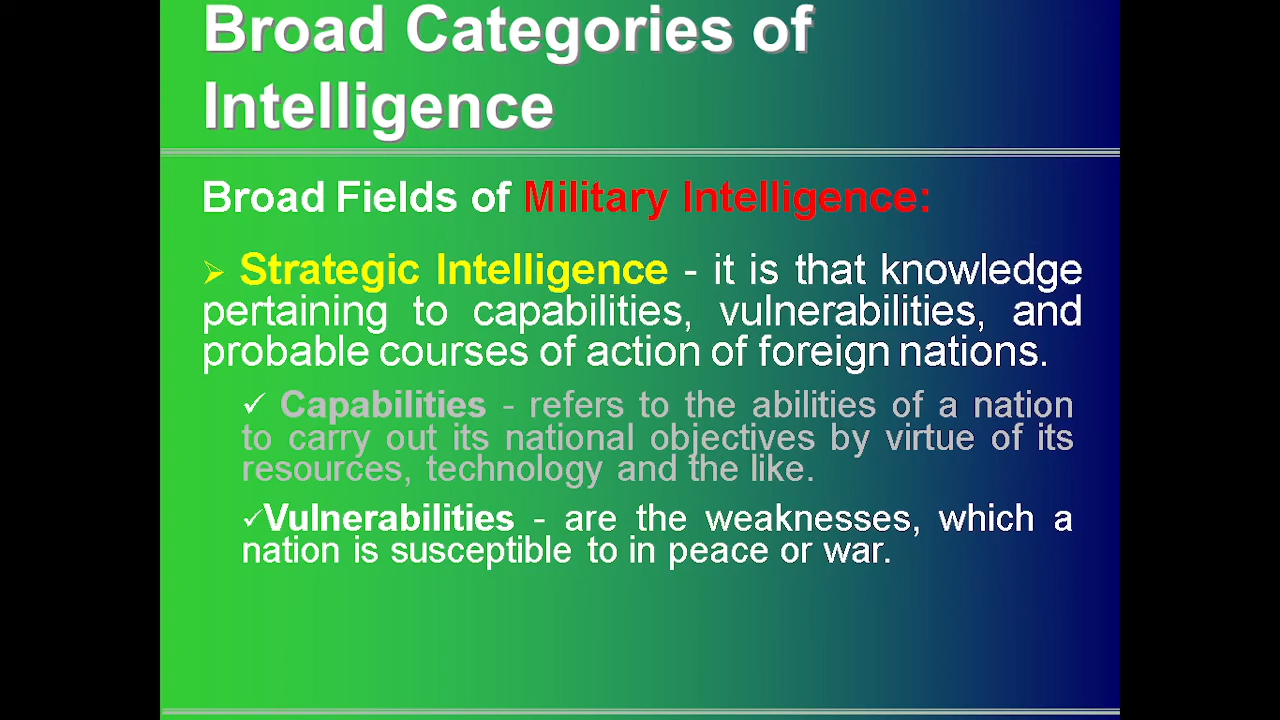 Broad Categories of
Intelligence
Broad Fields of Military Intelligence:
➢ Strategic Intelligence - it is that knowledge
pertaining to capabilities, vulnerabilities, and
probable courses of action of foreign nations.
✓ Capabilities - refers to the abilities of a nation
to carry out its national objectives by virtue of its
resources, technology and the like.
✓Vulnerabilities - are the weaknesses, which a
nation is susceptible to in peace or war.